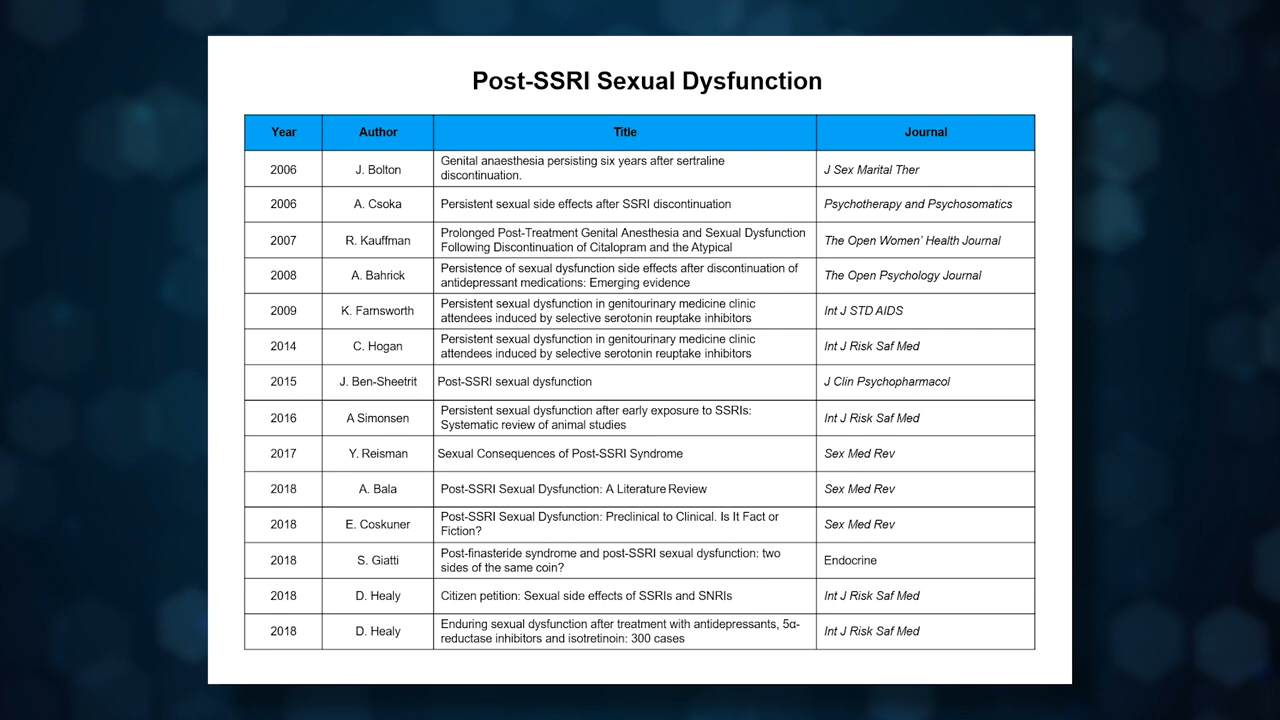 Post-SSRI Sexual Dysfunction
Year Author Title Journal
2006 J. Bolton Genital anaesthesia persisting six years after sertraline
discontinuation. J Sex Marital Ther
2006 A. Csoka Persistent sexual side effects after SSRI discontinuation Psychotherapy and Psychosomatics
2007 R. Kauffman Prolonged Post-Treatment Genital Anesthesia and Sexual Dysfunction
Following Discontinuation of Citalopram and the Atypical The Open Women' Health Journal
2008 A. Bahrick Persistence of sexual dysfunction side effects after discontinuation of
antidepressant medications: Emerging evidence The Open Psychology Journal
2009 K. Farnsworth Persistent sexual dysfunction in genitourinary medicine clinic
attendees induced by selective serotonin reuptake inhibitors Int J STD AIDS
2014 C. Hogan Persistent sexual dysfunction in genitourinary medicine clinic
attendees induced by selective serotonin reuptake inhibitors Int J Risk Saf Med
2015 J. Ben-Sheetrit Post-SSRI sexual dysfunction J Clin Psychopharmacol
2016 A Simonsen Persistent sexual dysfunction after early exposure to SSRIs:
Systematic review of animal studies Int J Risk Saf Med
2017 Y. Reisman Sexual Consequences of Post-SSRI Syndrome Sex Med Rev
2018 A. Bala Post-SSRI Sexual Dysfunction: A Literature Review Sex Med Rev
2018 E. Coskuner Post-SSRI Sexual Dysfunction: Preclinical to Clinical. Is It Fact or
Fiction? Sex Med Rev
2018 S. Giatti Post-finasteride syndrome and post-SSRI sexual dysfunction: two
sides of the same coin? Endocrine
2018 D. Healy Citizen petition: Sexual side effects of SSRIs and SNRIs Int J Risk Saf Med
2018 D. Healy Enduring sexual dysfunction after treatment with antidepressants, 5α-
reductase inhibitors and isotretinoin: 300 cases Int J Risk Saf Med